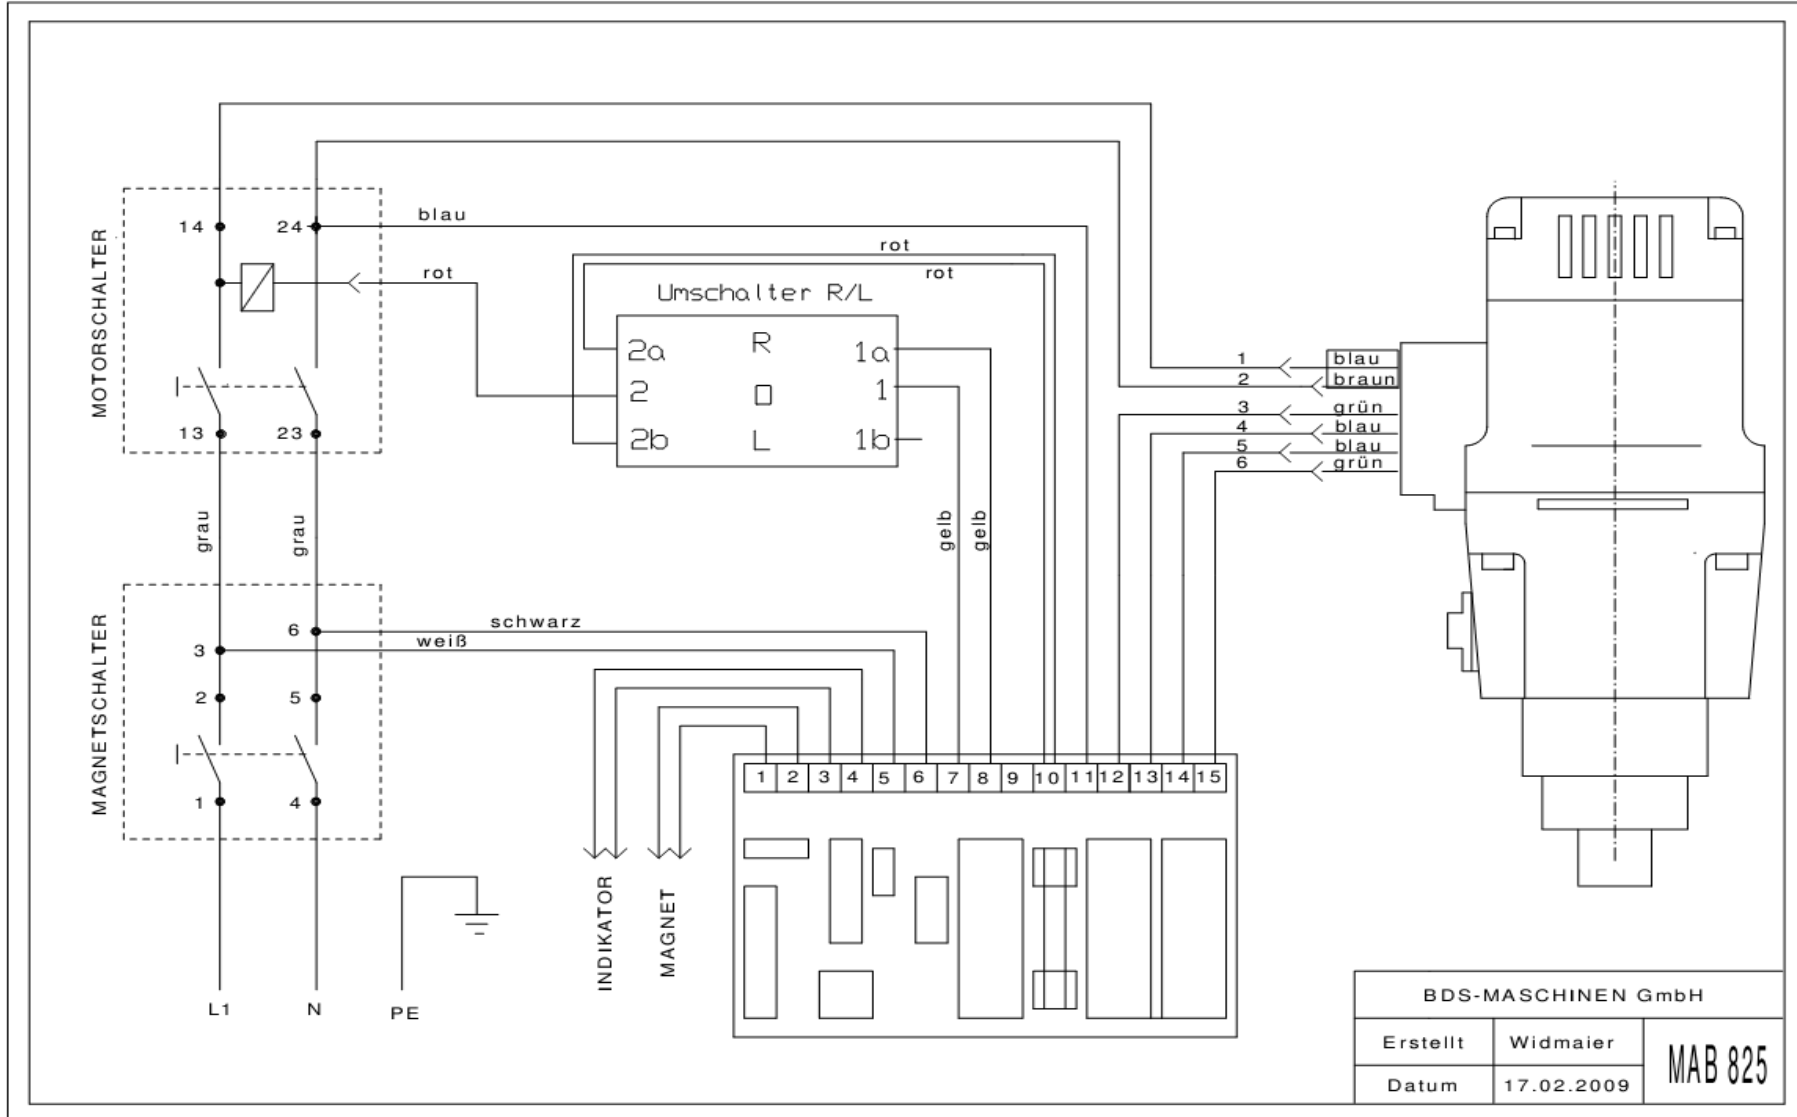 14
24
blau
rot
rot
rot
MOTORSCHALTER
Umschalter R/L
2a
R
1a
2
0
1
2b
L
1b
13
23
1
blau
2
braun
3
grün
4
blau
5
blau
6
grün
grau
grau
gelb
gelb
MAGNETSCHALTER
6
schwarz
3
weiß
2
5
1
4
1 2 3 4 5 6 7 8 9 10 11 12 13 14 15
INDIKATOR
MAGNET
L1
N
PE
BDS-MASCHINEN GmbH
Erstellt
Widmaier
MAB 825
Datum
17.02.2009